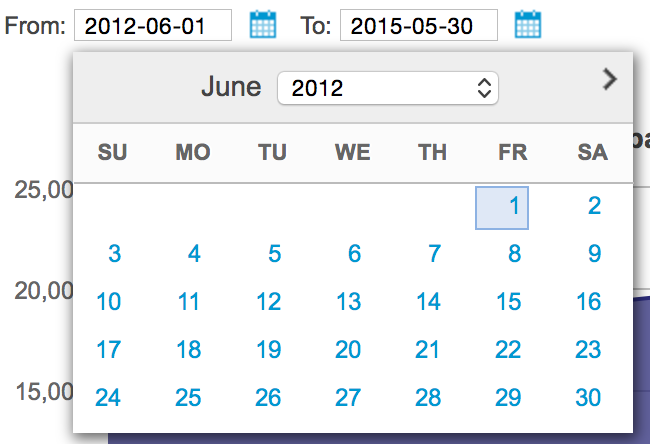 From: 2012-06-01 To: 2015-05-30
June 2012
SU MO TU WE TH FR SA
1 2
3 4 5 6 7 8 9
10 11 12 13 14 15 16
17 18 19 20 21 22 23
24 25 26 27 28 29 30
25,00
20,00
15,00